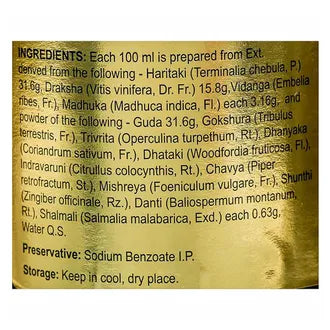 INGREDIENTS: Each 100 ml is prepared from Ext.
derived from the following - Haritaki (Terminalia chebula, P.)
31.6g, Draksha (Vitis vinifera, Dr. Fr.) 15.8g, Vidanga (Embelia
ribes, Fr.), Madhuka (Madhuca indica, Fl.) each 3.16g, and
powder of the following - Guda 31.6g, Gokshura (Tribulus
terrestris, Fr.), Trivrita (Operculina turpethum, Rt.), Dhanyaka
(Coriandrum sativum, Fr.), Dhataki (Woodfordia fruticosa, Fl.),
Indravaruni (Citrullus colocynthis, Rt.), Chavya (Piper
retrofractum, St.), Mishreya (Foeniculum vulgare, Fr.), Shunthi
(Zingiber officinale, Rz.), Danti (Baliospermum montanum,
Rt.), Shalmali (Salmalia malabarica, Exd.) each 0.63g,
Water Q.S.
Preservative: Sodium Benzoate I.P.
Storage: Keep in cool, dry place.